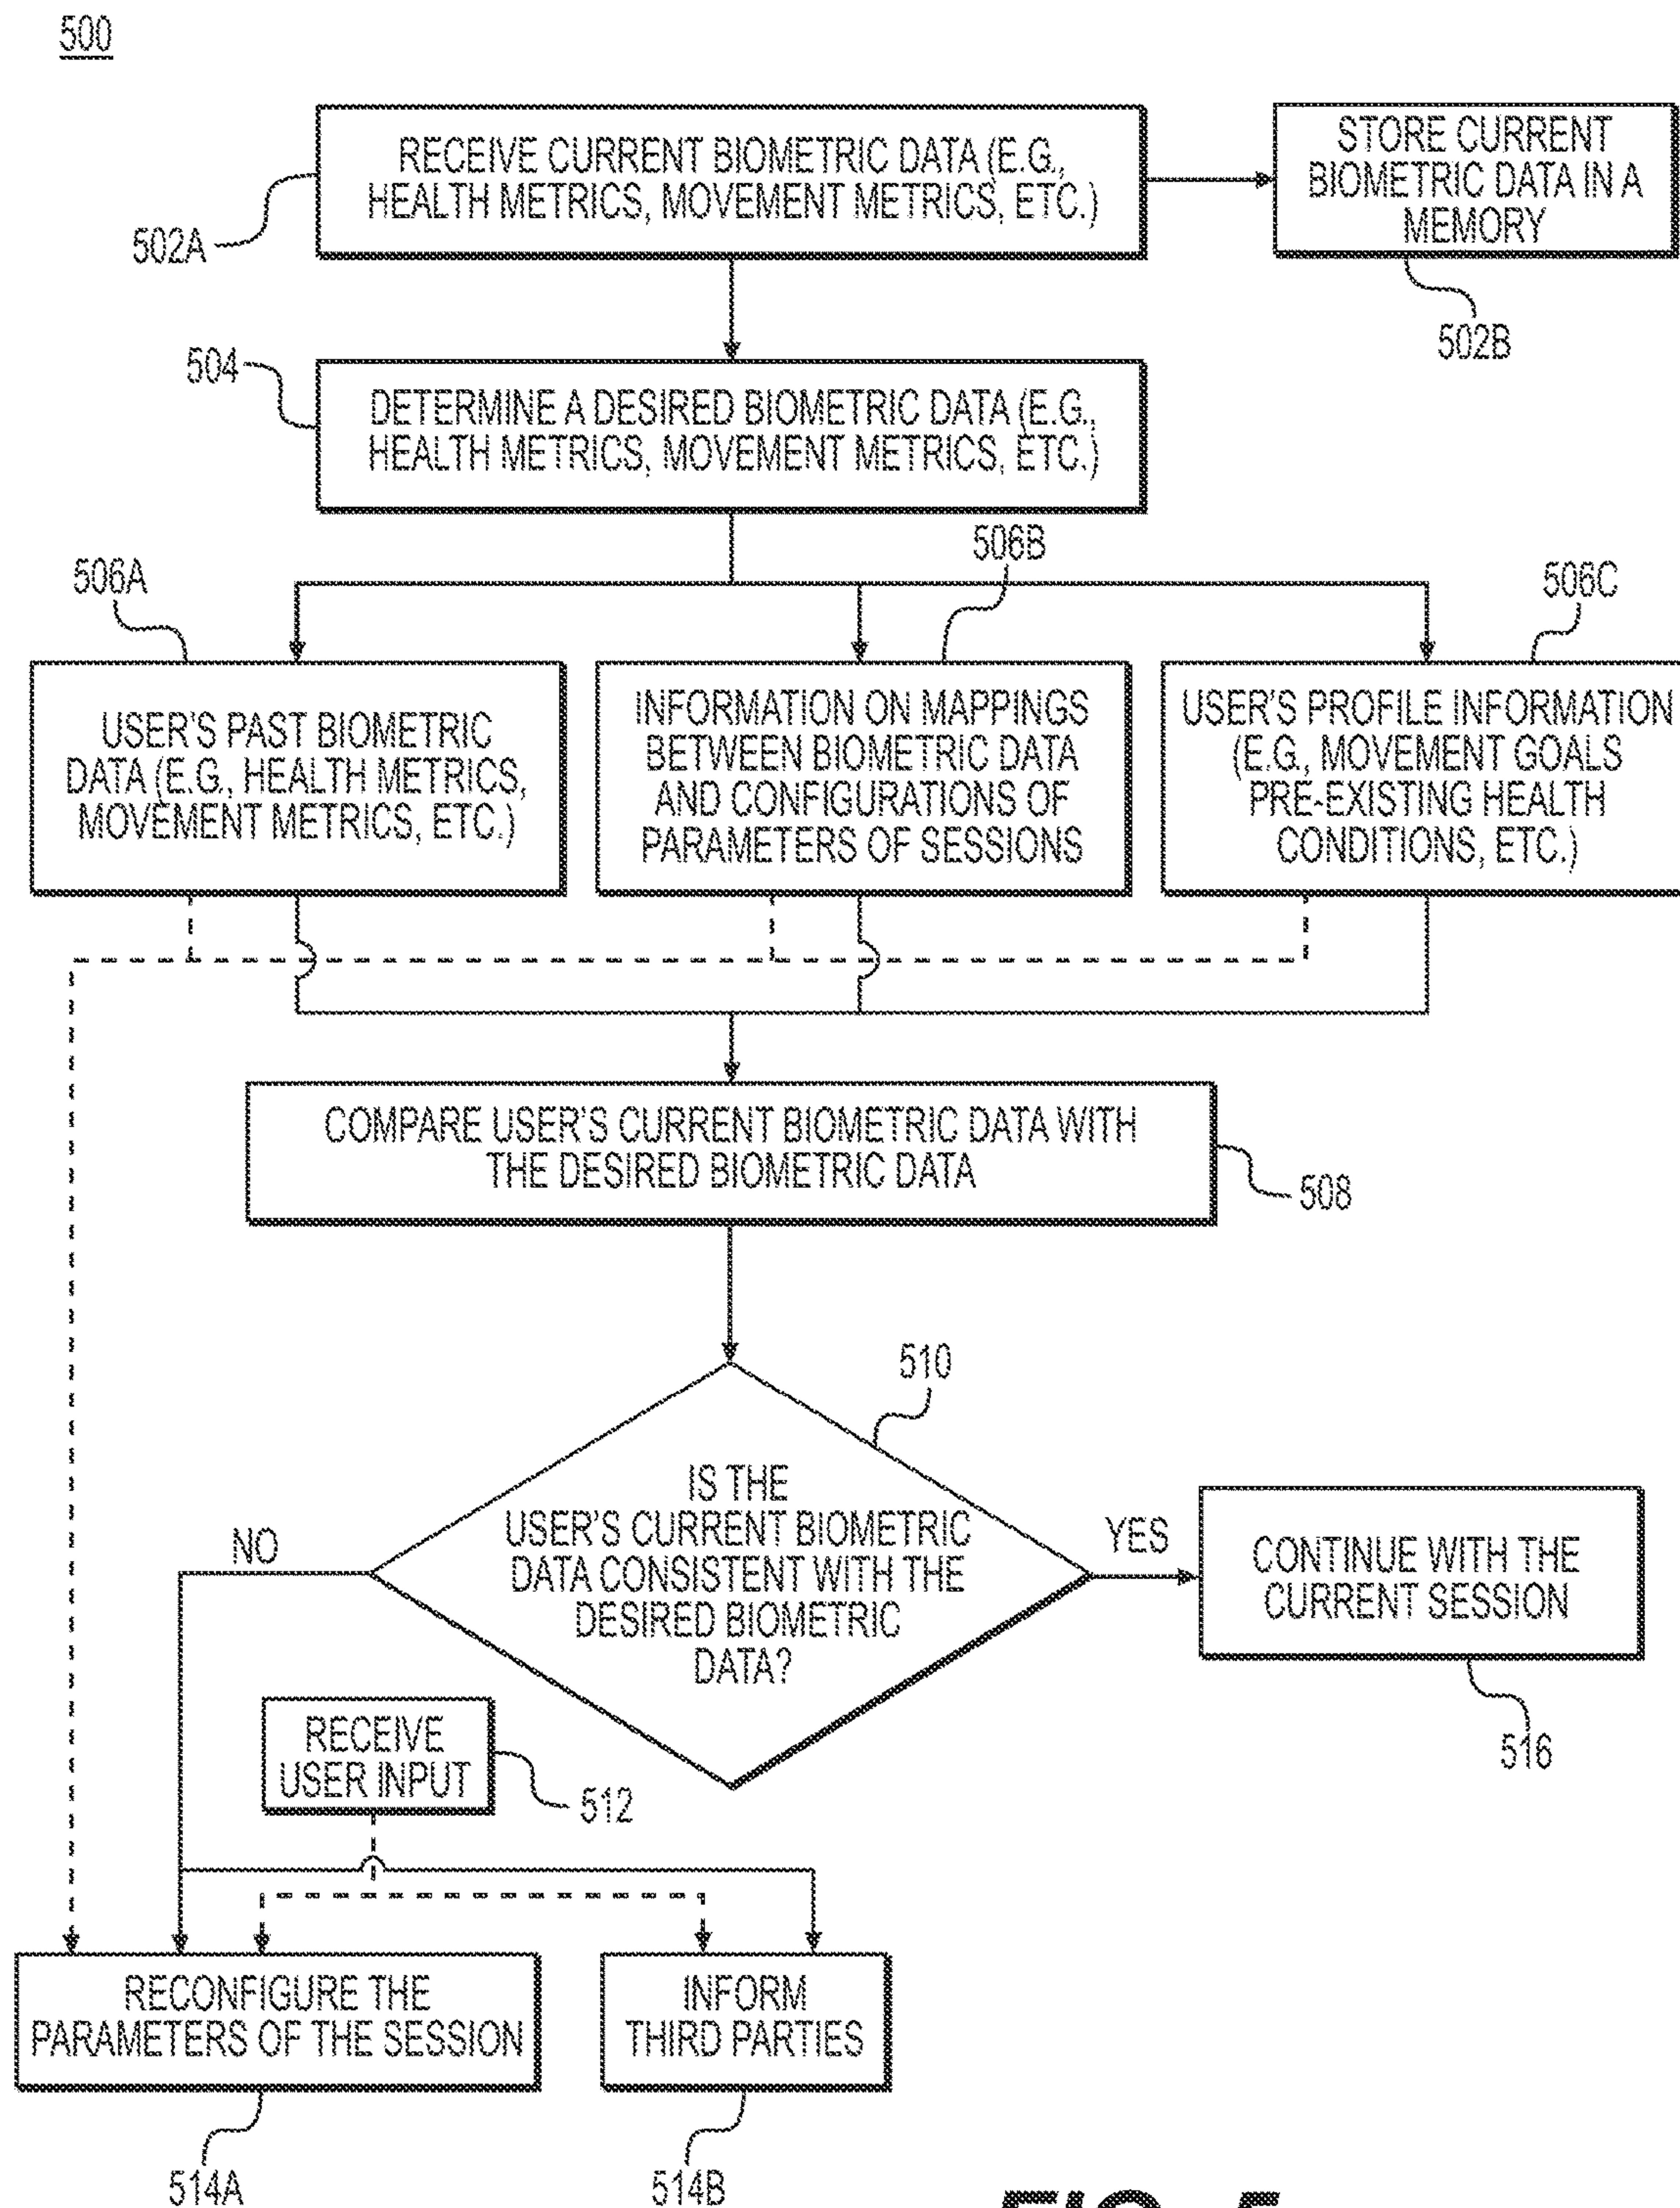 500
RECEIVE CURRENT BIOMETRIC DATA (E.G.,
HEALTH METRICS, MOVEMENT METRICS, ETC.)
502A
STORE CURRENT
BIOMETRIC DATA IN A
MEMORY
502B
504
DETERMINE A DESIRED BIOMETRIC DATA (E.G.,
HEALTH METRICS, MOVEMENT METRICS, ETC.)
506A
506B
506C
USER'S PAST BIOMETRIC
DATA (E.G., HEALTH METRICS,
MOVEMENT METRICS, ETC.)
INFORMATION ON MAPPINGS
BETWEEN BIOMETRIC DATA
AND CONFIGURATIONS OF
PARAMETERS OF SESSIONS
USER'S PROFILE INFORMATION
(E.G., MOVEMENT GOALS
PRE-EXISTING HEALTH
CONDITIONS, ETC.)
COMPARE USER'S CURRENT BIOMETRIC DATA WITH
THE DESIRED BIOMETRIC DATA
508
510
IS THE
USER'S CURRENT BIOMETRIC
DATA CONSISTENT WITH THE
DESIRED BIOMETRIC
DATA?
NO
YES
CONTINUE WITH THE
CURRENT SESSION
516
RECEIVE
USER INPUT
512
RECONFIGURE THE
PARAMETERS OF THE SESSION
INFORM
THIRD PARTIES
514A
514B